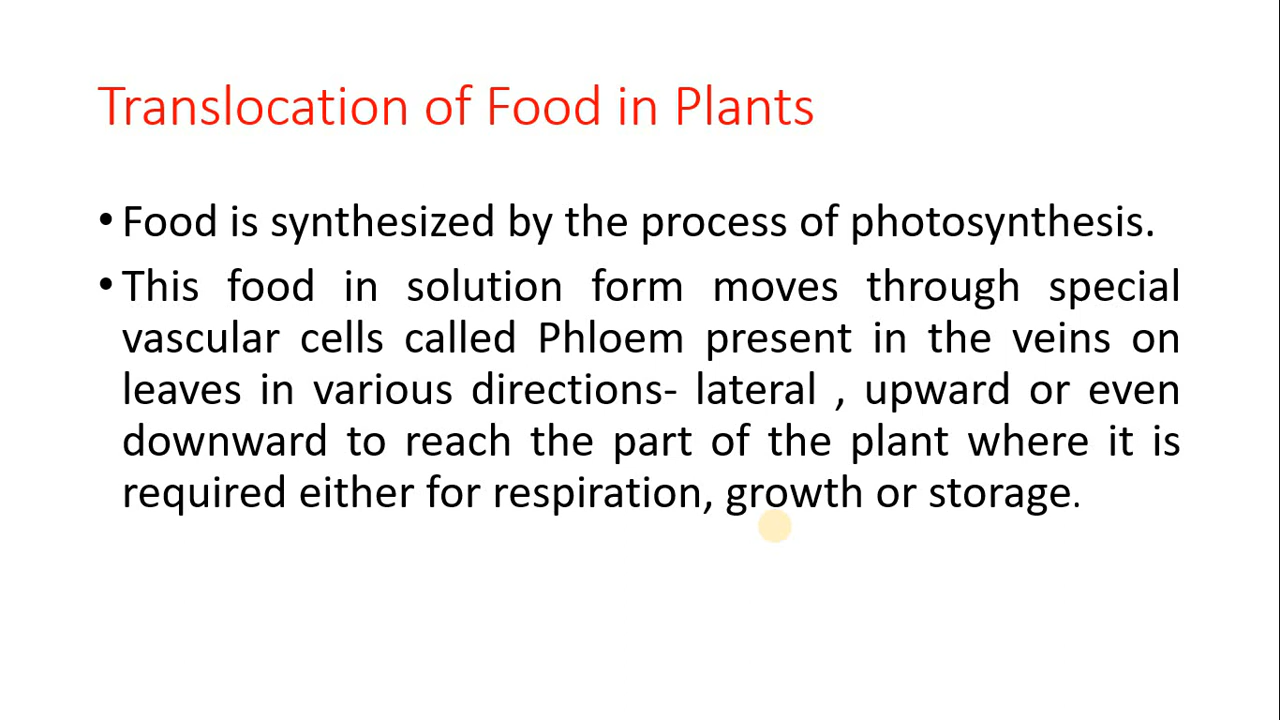 Translocation of Food in Plants
•Food is synthesized by the process of photosynthesis.
•This food in solution form moves through special
vascular cells called Phloem present in the veins on
leaves in various directions- lateral , upward or even
downward to reach the part of the plant where it is
required either for respiration, growth or storage.